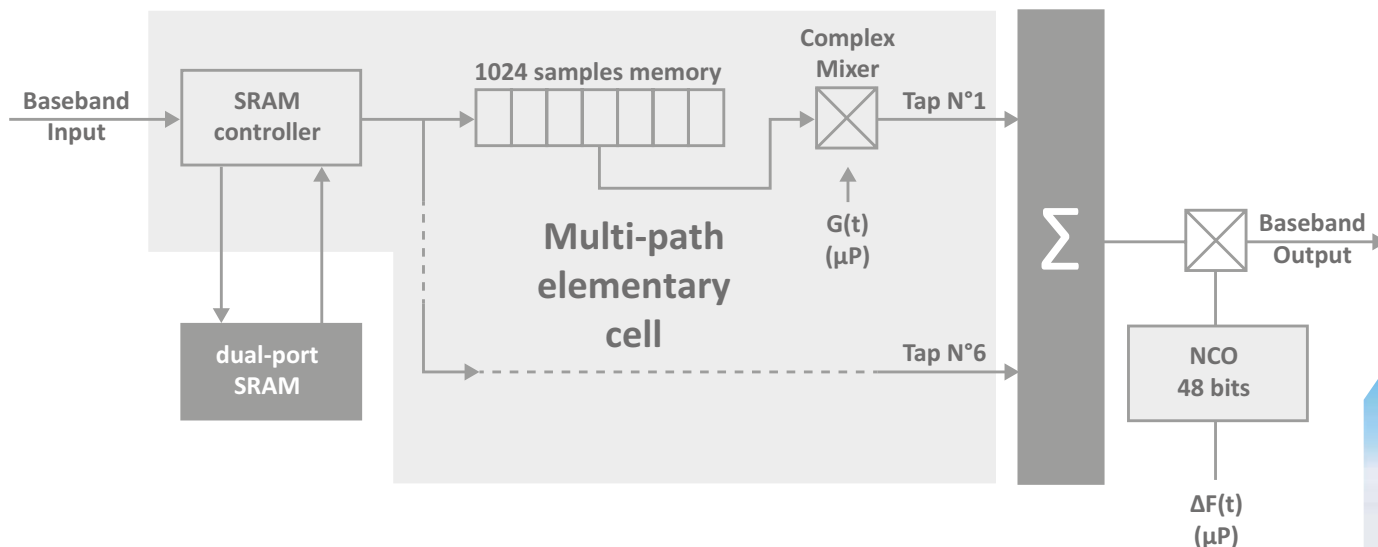 Baseband
Input
SRAM
controller
dual-port
SRAM
1024 samples memory
Complex
Mixer
Tap N°1
G(t)
(µP)
Multi-path
elementary
cell
Tap N°6
Σ
Baseband
Output
NCO
48 bits
ΔF(t)
(µP)